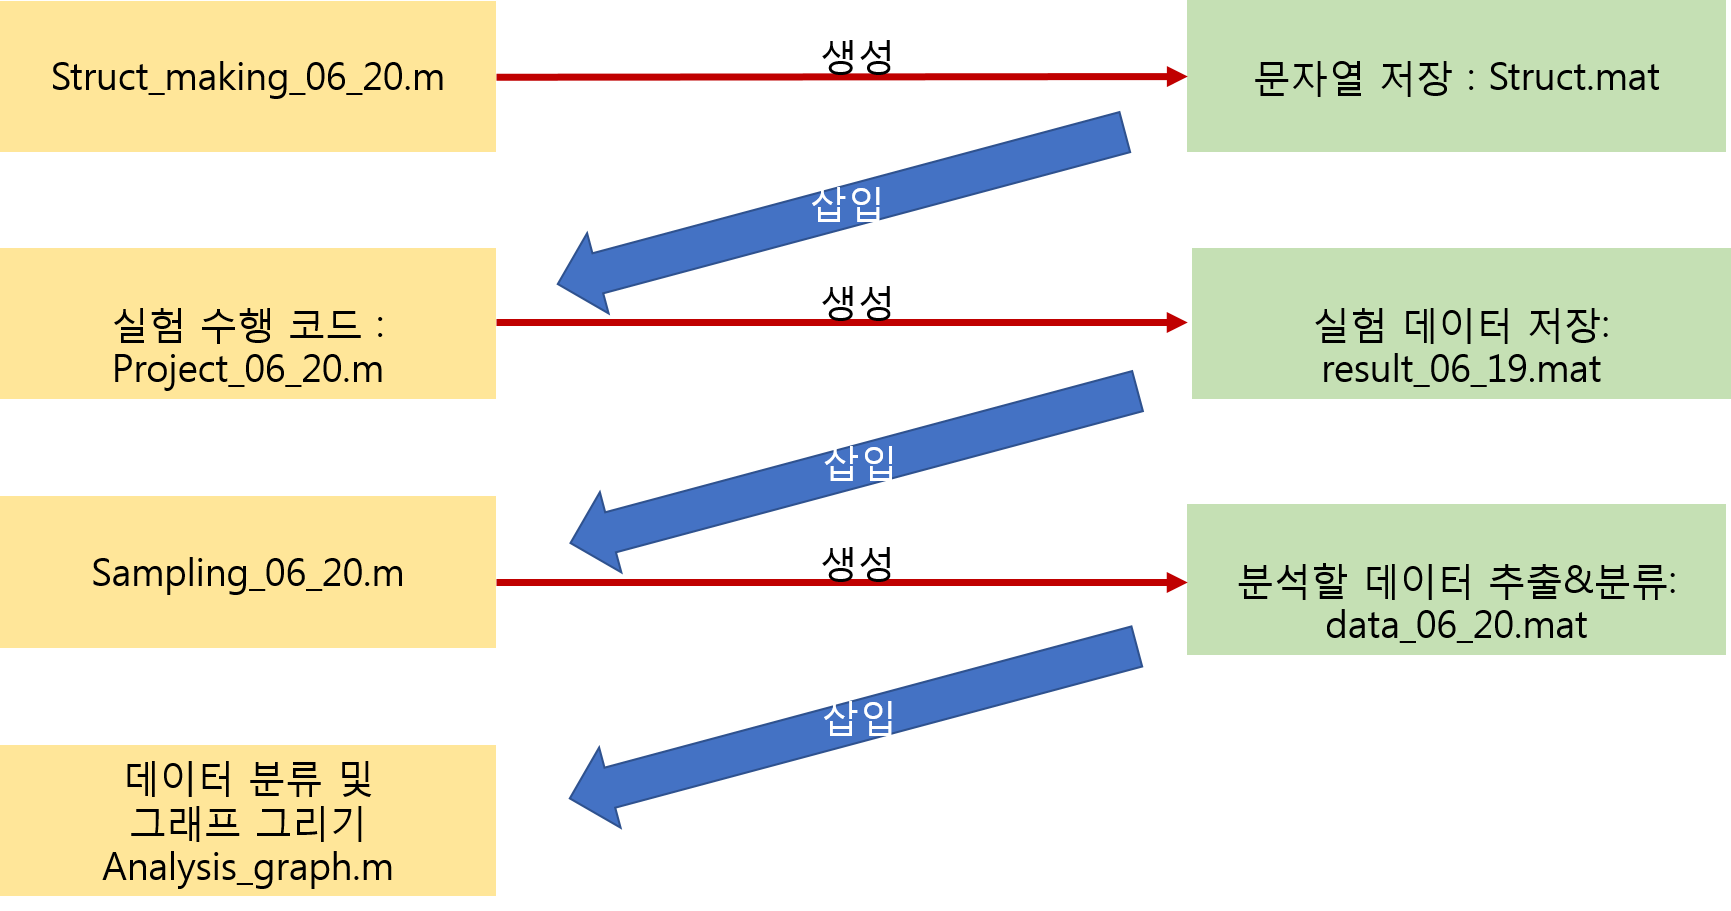 Struct_making_06_20.m
생성
문자열 저장 : Struct.mat
삽입
실험 수행 코드 :
Project_06_20.m
생성
실험 데이터 저장:
result_06_19.mat
삽입
Sampling_06_20.m
생성
분석할 데이터 추출&분류:
data_06_20.mat
삽입
데이터 분류 및
그래프 그리기
Analysis_graph.m